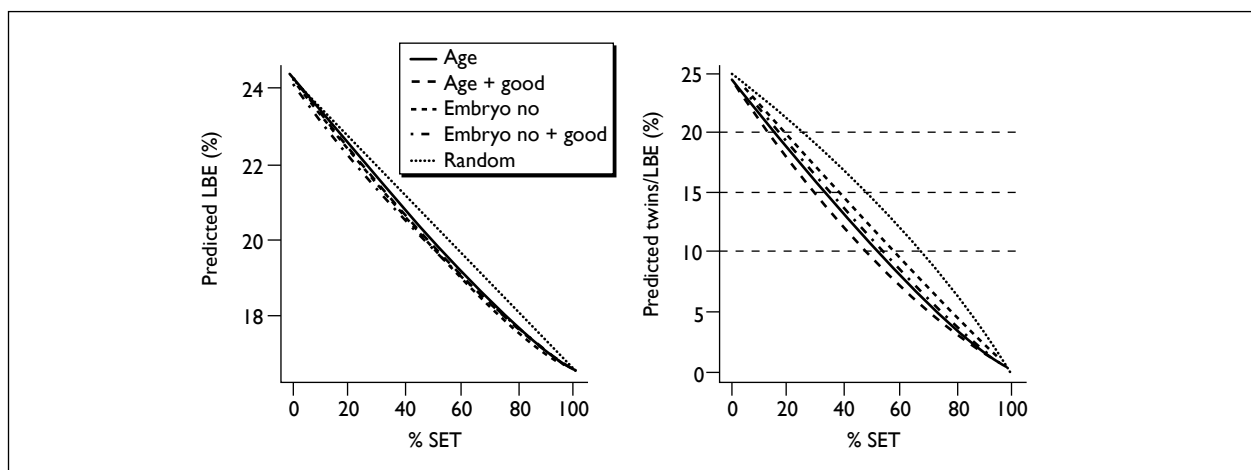 Age
Age + good
Embryo no
Embryo no + good
Random
Predicted LBE (%)
24
22
20
18
0 20 40 60 80 100
% SET
Predicted twins/LBE (%)
25
20
15
10
5
0
0 20 40 60 80 100
% SET